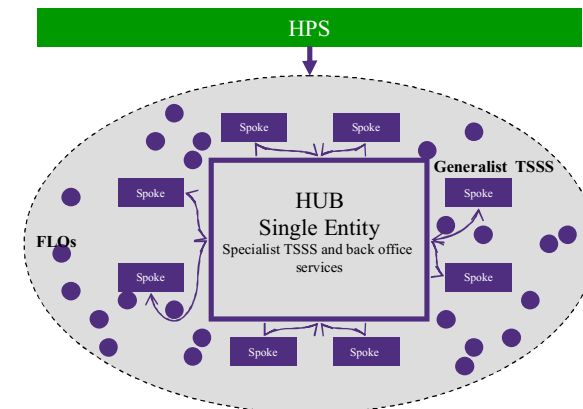 HPS
Spoke
Spoke
Generalist TSSS
Spoke
Spoke
HUB
Single Entity
Specialist TSSS and back office
services
FLOs
Spoke
Spoke
Spoke
Spoke